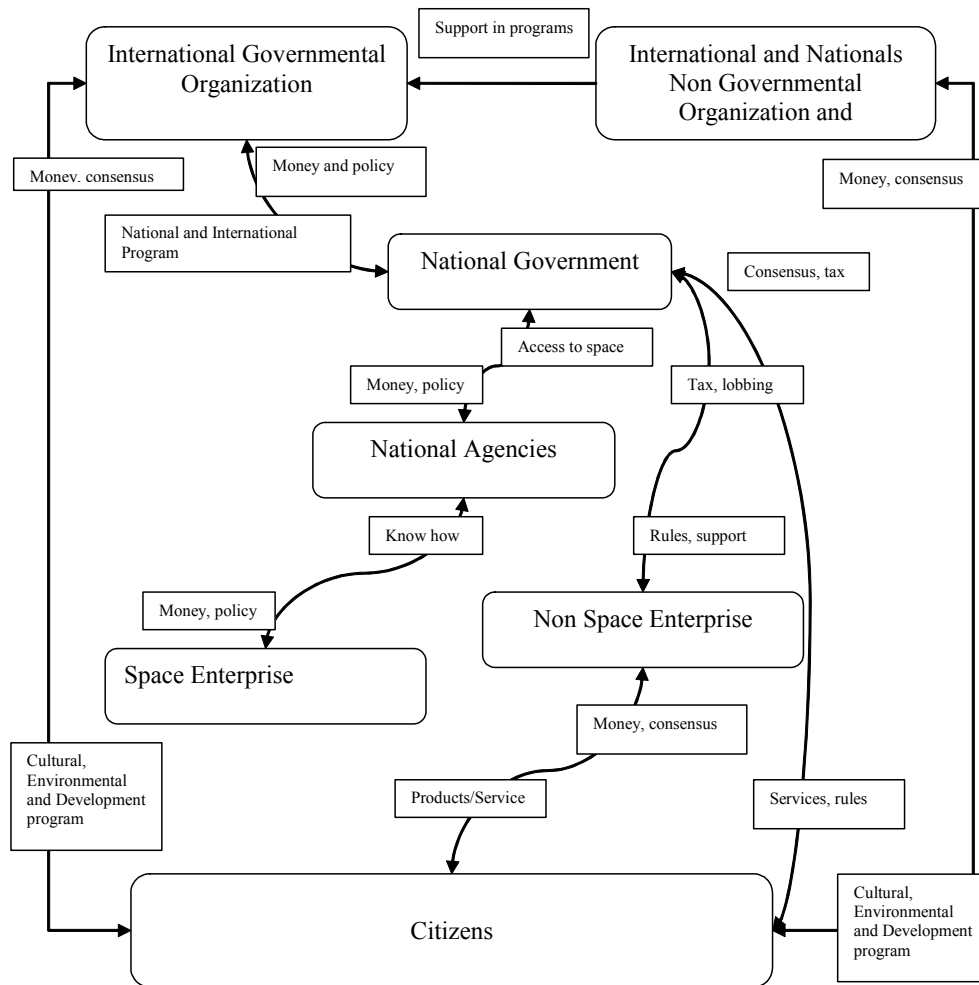 Support in programs
International Governmental
Organization
International and Nationals
Non Governmental
Organization and
Money and policy
Monev. consensus
Money, consensus
National and International
Program
National Government
Consensus, tax
Access to space
Money, policy
Tax, lobbing
National Agencies
Know how
Rules, support
Money, policy
Non Space Enterprise
Space Enterprise
Money, consensus
Cultural,
Environmental
and Development
program
Products/Service
Services, rules
Citizens
Cultural,
Environmental
and Development
program